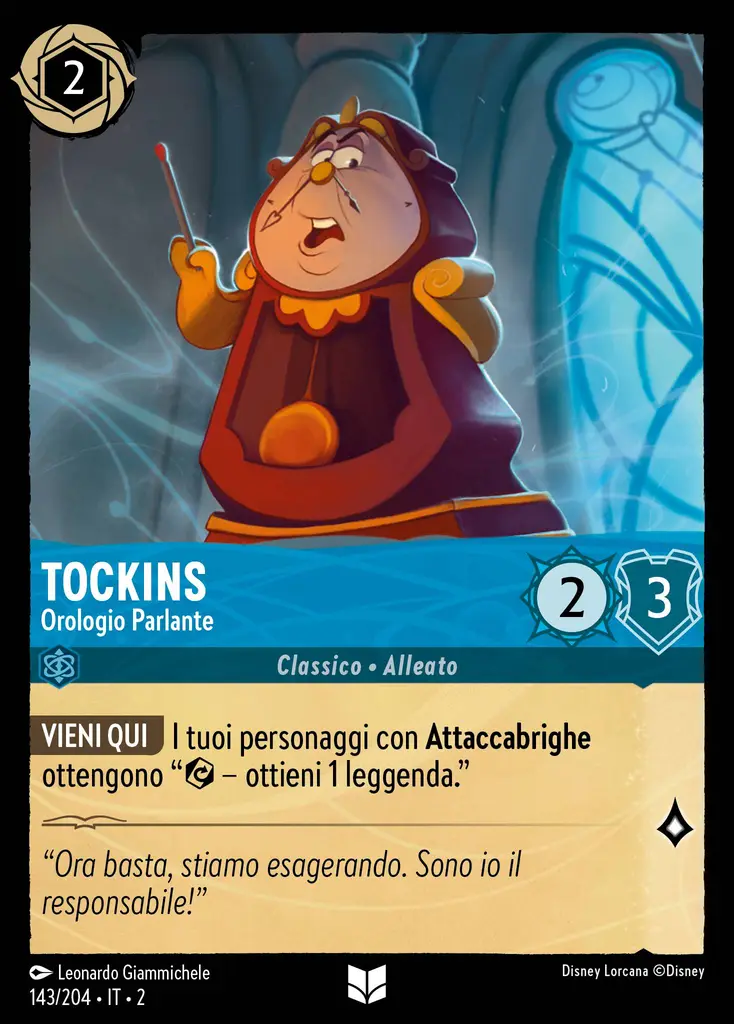 2
TOCKINS
Orologio Parlante
2
3
Classico • Alleato
VIENI QUI I tuoi personaggi con Attaccabrighe
ottengono “ – ottieni 1 leggenda.”
“Ora basta, stiamo esagerando. Sono io il
responsabile!”
Leonardo Giammichele
Disney Lorcana ©Disney
143/204 • IT • 2